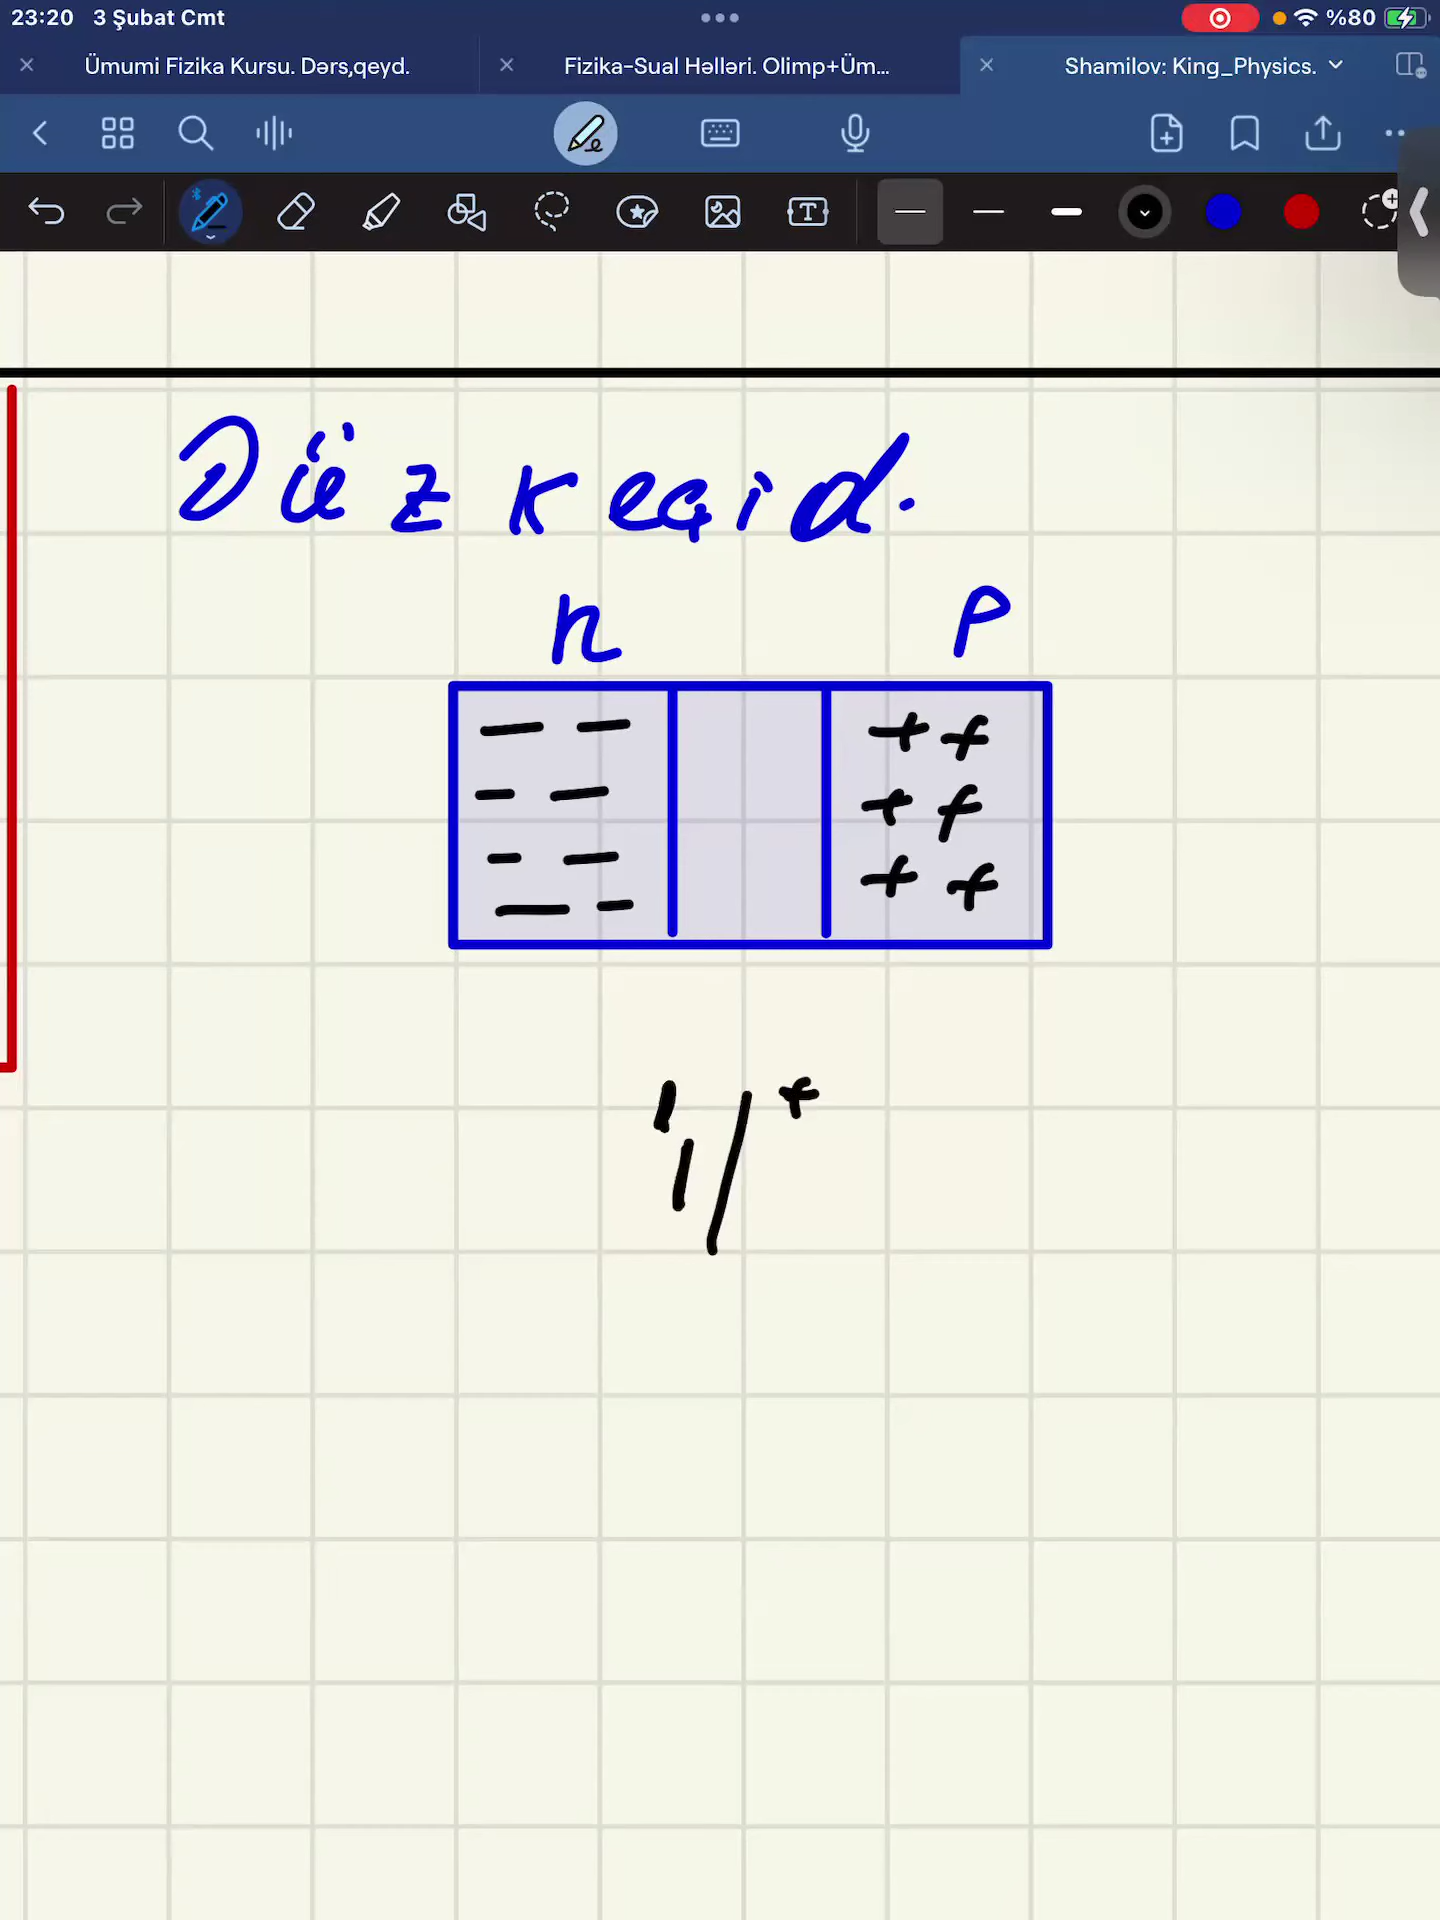 23:20 3 Şubat Cmt %80
Ümumi Fizika Kursu. Dərs,qeyd. Fizika-Sual Həlləri. Olimp+Üm... Shamilov: King_Physics.
Düz keçid.
n p
– – + +
– – + +
– – + +
– –
+